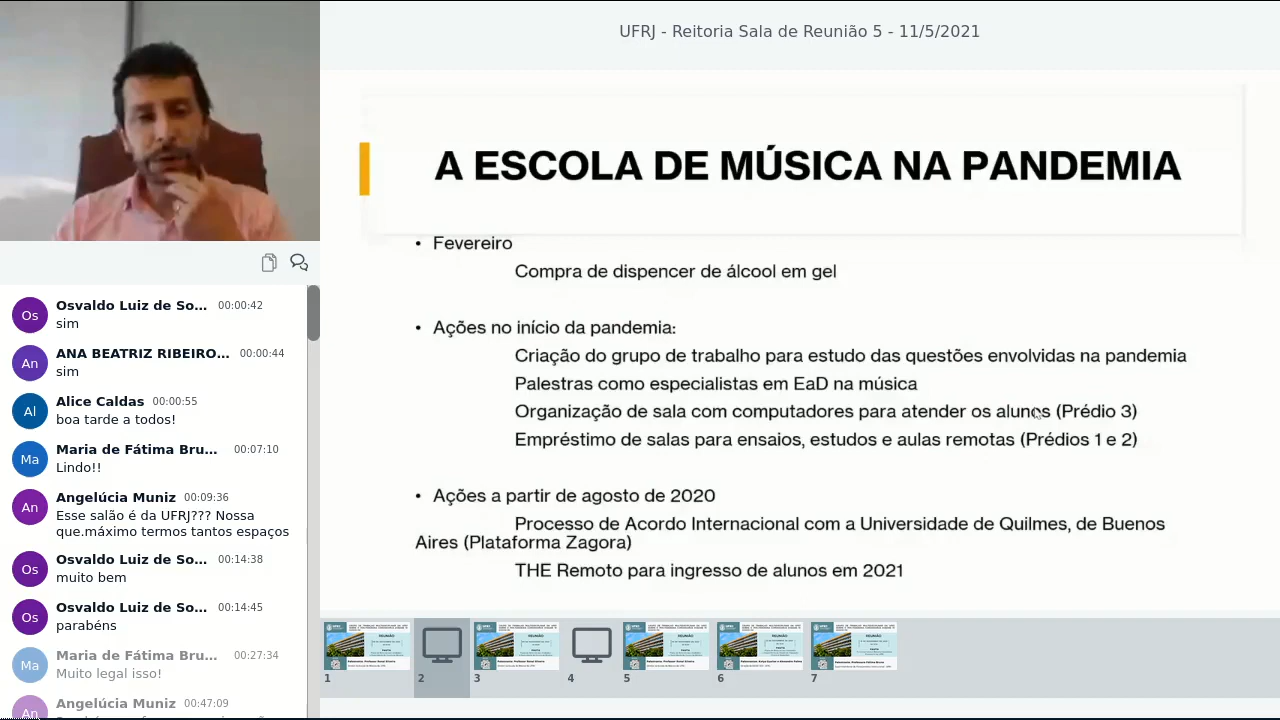 UFRJ - Reitoria Sala de Reunião 5 - 11/5/2021
A ESCOLA DE MÚSICA NA PANDEMIA
• Fevereiro
Compra de dispencer de álcool em gel
• Ações no início da pandemia:
Criação do grupo de trabalho para estudo das questões envolvidas na pandemia
Palestras como especialistas em EaD na música
Organização de sala com computadores para atender os alunos (Prédio 3)
Empréstimo de salas para ensaios, estudos e aulas remotas (Prédios 1 e 2)
• Ações a partir de agosto de 2020
Processo de Acordo Internacional com a Universidade de Quilmes, de Buenos
Aires (Plataforma Zagora)
THE Remoto para ingresso de alunos em 2021
Os
Osvaldo Luiz de So... 00:00:42
sim
An
ANA BEATRIZ RIBEIRO... 00:00:44
sim
Al
Alice Caldas 00:00:55
boa tarde a todos!
Ma
Maria de Fátima Bru... 00:07:10
Lindo!!
An
Angelúcia Muniz 00:09:36
Esse salão é da UFRJ??? Nossa
que.máximo termos tantos espaços
Os
Osvaldo Luiz de So... 00:14:38
muito bem
Os
Osvaldo Luiz de So... 00:14:45
parabéns
Ma
Maria de Fátima Bru... 00:27:34
Muito legal isso!
An
Angelúcia Muniz 00:47:09
1
2
3
4
5
6
7